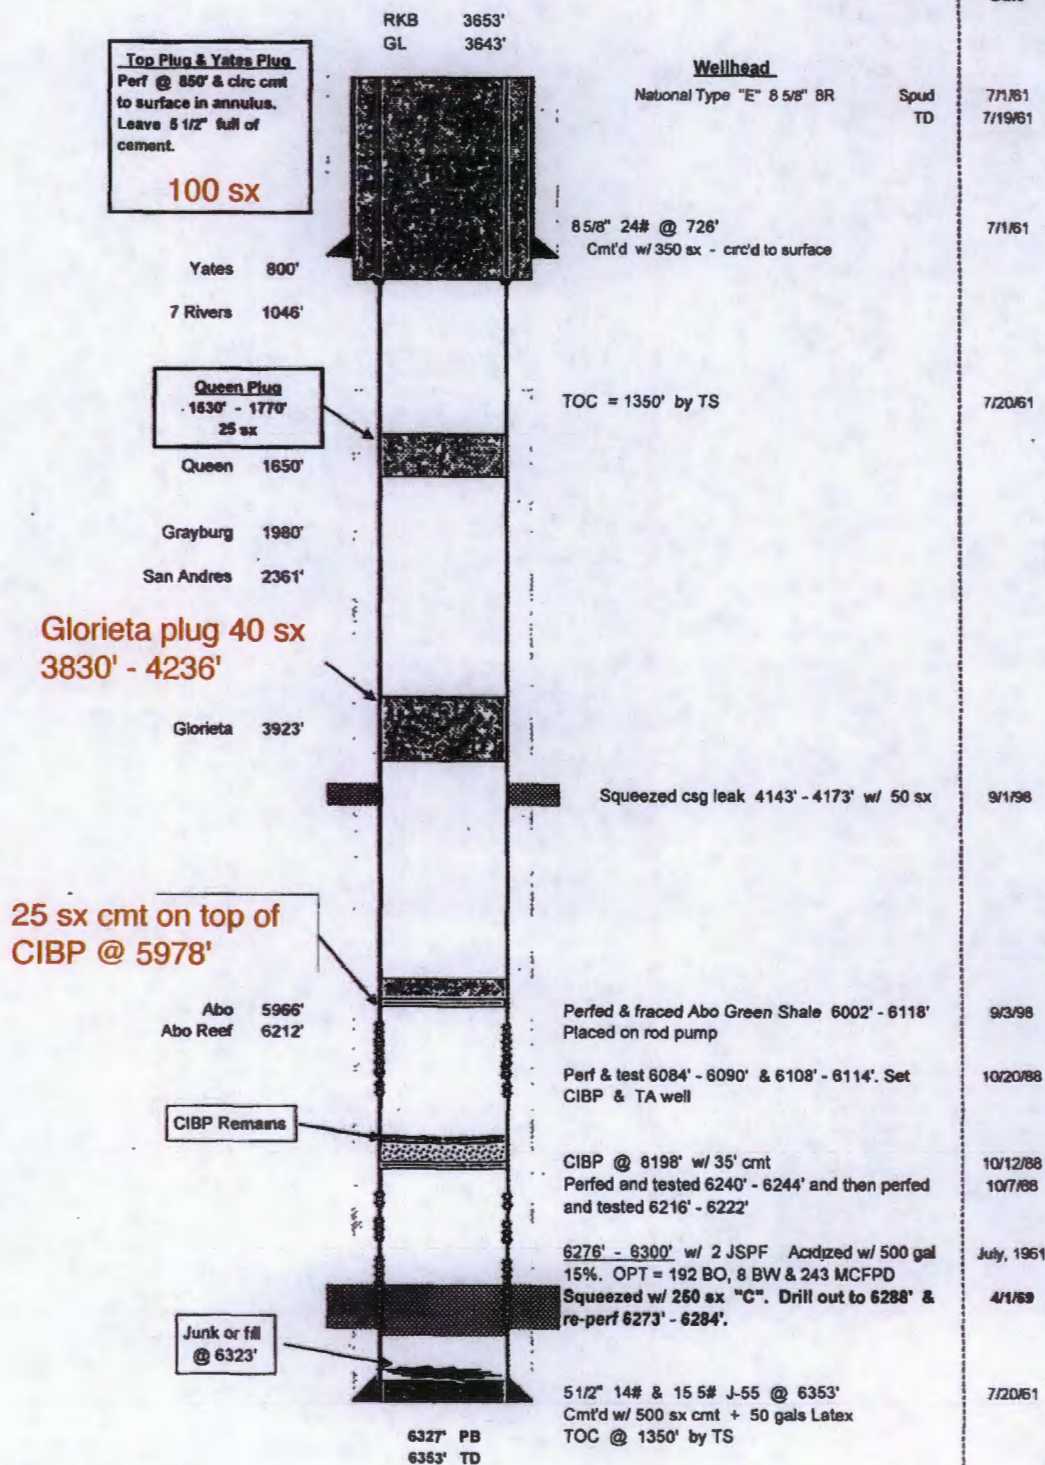 RKB 3653'
GL 3643'
Top Plug & Yates Plug
Perf @ 850' & circ cmt
to surface in annulus.
Leave 5 1/2" full of
cement.
100 sx
Wellhead
National Type "E" 8 5/8" 8R Spud 7/1/61
TD 7/19/61
8 5/8" 24# @ 726' 7/1/61
Cmt'd w/ 350 sx - circ'd to surface
Yates 800'
7 Rivers 1046'
Queen Plug
1530' - 1770'
25 sx
TOC = 1350' by TS 7/20/61
Queen 1650'
Grayburg 1980'
San Andres 2361'
Glorieta plug 40 sx
3830' - 4236'
Glorieta 3923'
Squeezed csg leak 4143' - 4173' w/ 50 sx 9/1/98
25 sx cmt on top of
CIBP @ 5978'
Abo 5966'
Abo Reef 6212'
Perfed & fraced Abo Green Shale 6002' - 6118' 9/3/98
Placed on rod pump
Perf & test 6084' - 6090' & 6108' - 6114'. Set 10/20/88
CIBP & TA well
CIBP Remains
CIBP @ 8198' w/ 35' cmt 10/12/88
Perfed and tested 6240' - 6244' and then perfed 10/7/88
and tested 6216' - 6222'
6276' - 6300' w/ 2 JSPF Acidized w/ 500 gal July, 1961
15%. OPT = 192 BO, 8 BW & 243 MCFPD
Squeezed w/ 250 sx "C". Drill out to 6288' & 4/1/69
re-perf 6273' - 6284'.
Junk or fill
@ 6323'
5 1/2" 14# & 15 5# J-55 @ 6353' 7/20/61
Cmt'd w/ 500 sx cmt + 50 gals Latex
TOC @ 1350' by TS
6327' PB
6353' TD